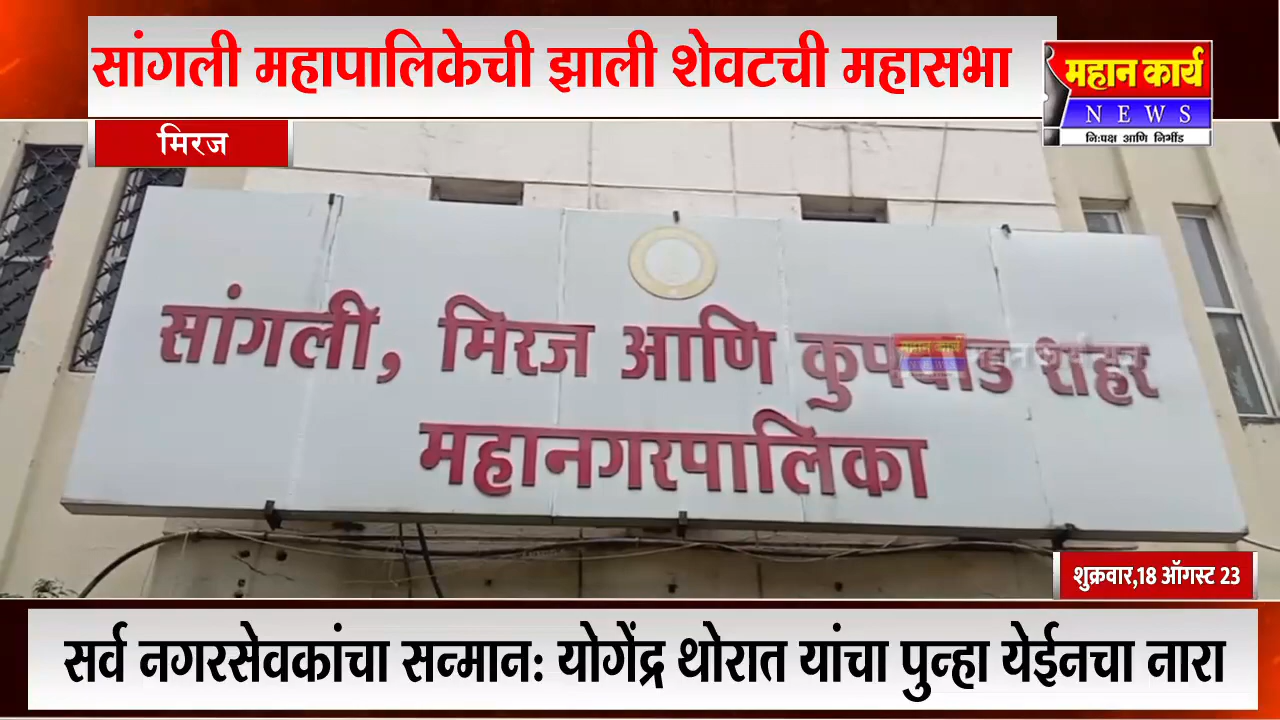 सांगली महापालिकेची झाली शेवटची महासभा
महान कार्य
NEWS
निःपक्ष आणि निर्भीड
मिरज
सांगली, मिरज आणि कुपवाड शहर
महानगरपालिका
शुक्रवार,18 ऑगस्ट 23
सर्व नगरसेवकांचा सन्मान: योगेंद्र थोरात यांचा पुन्हा येईनचा नारा